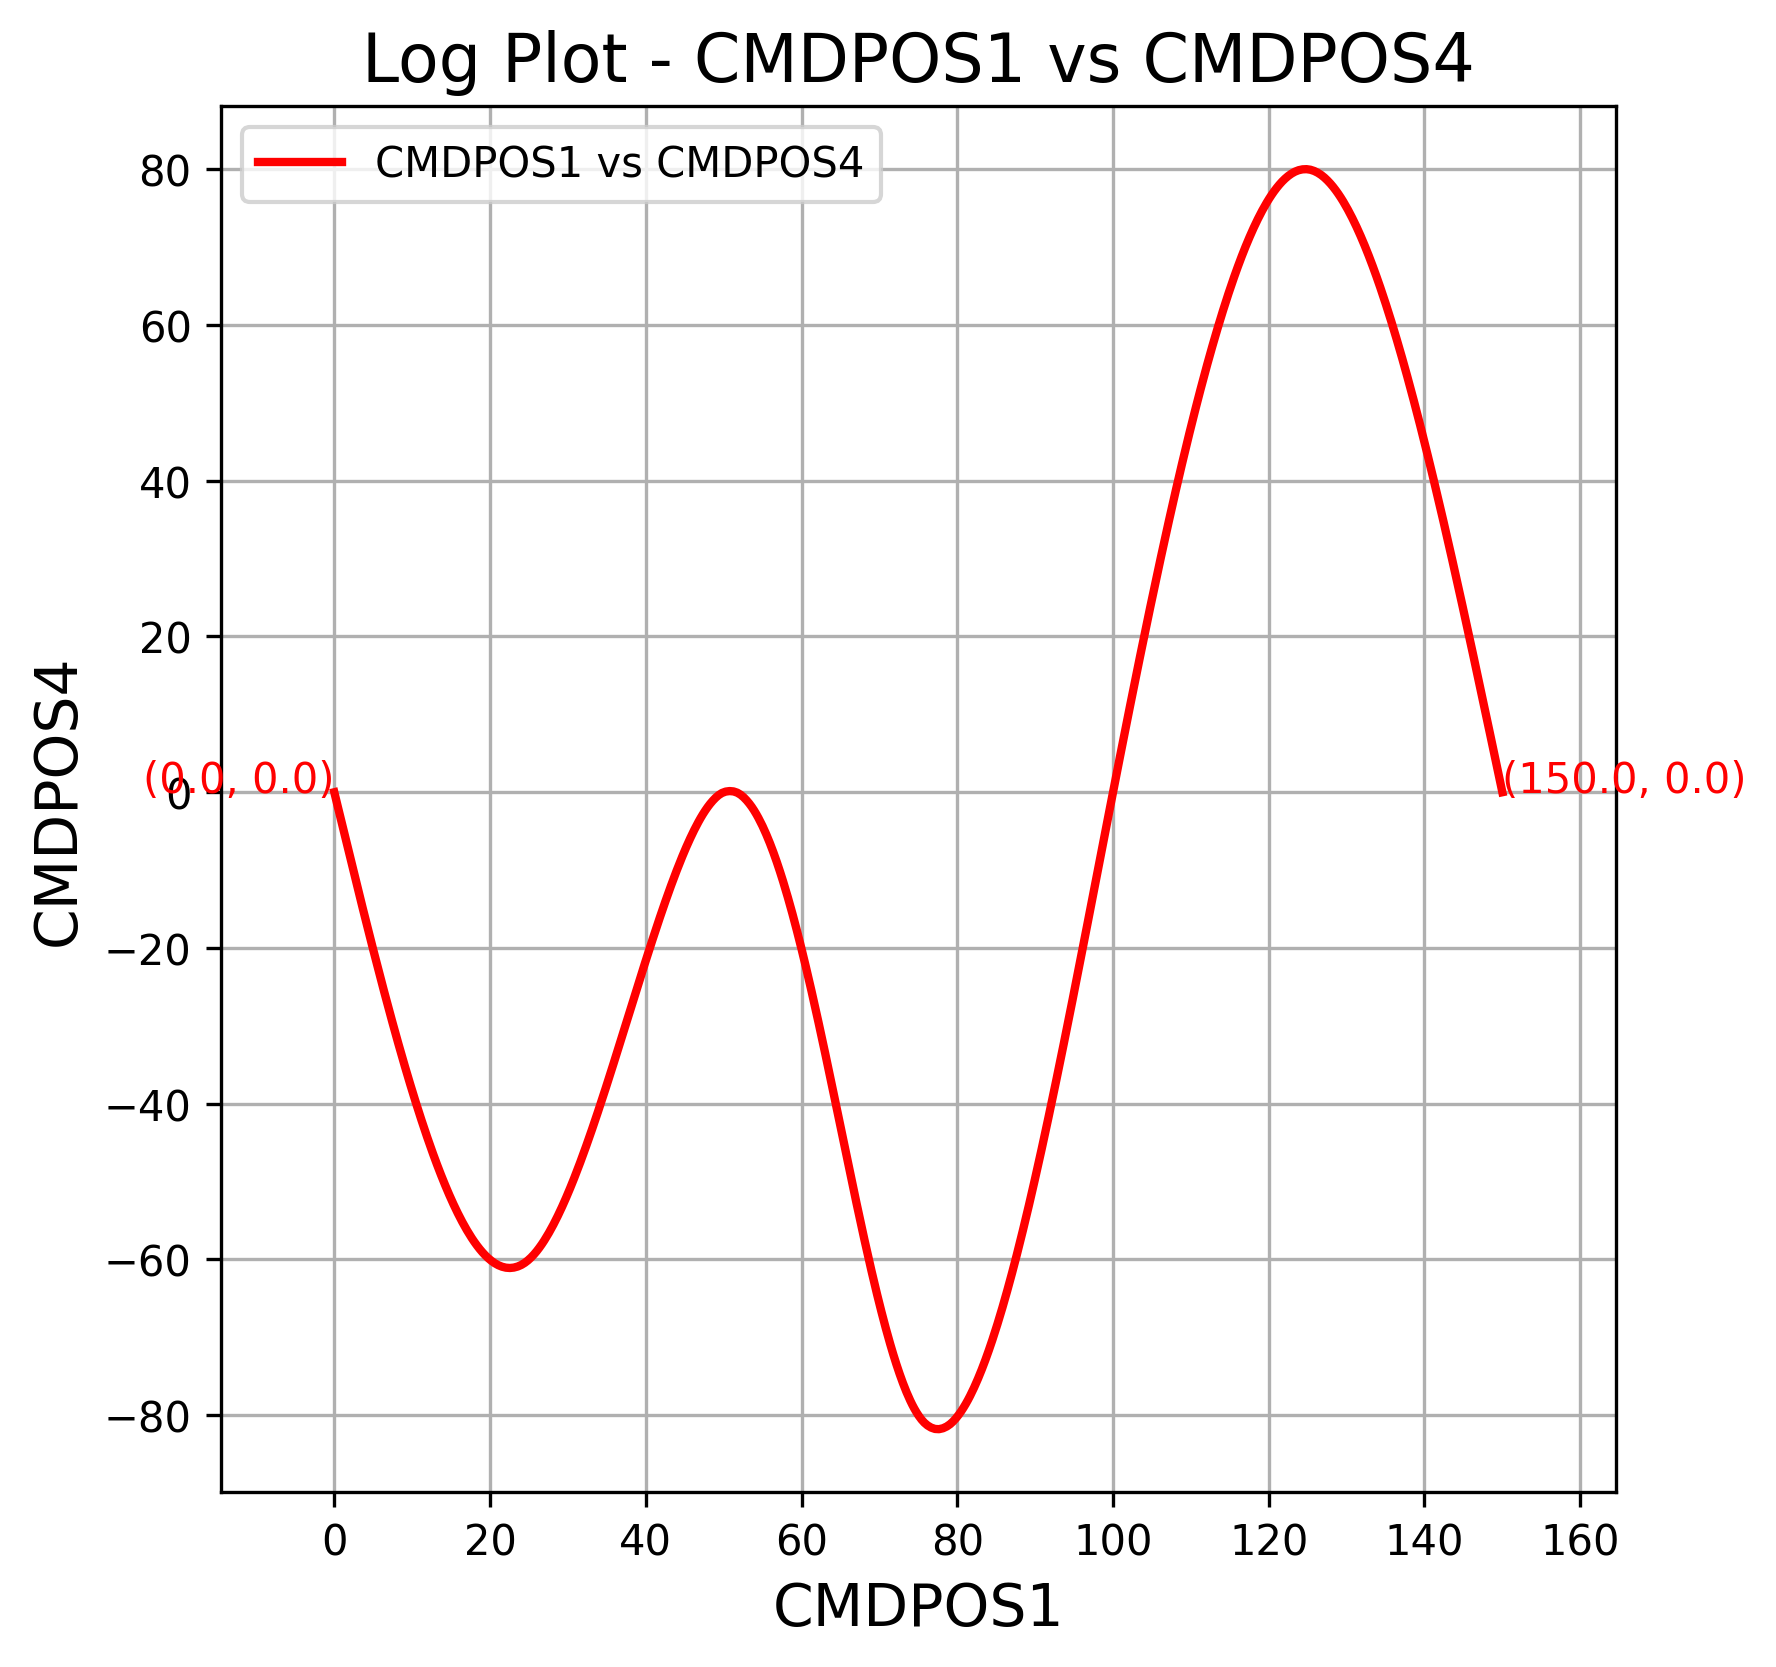 Log Plot - CMDPOS1 vs CMDPOS4
CMDPOS1 vs CMDPOS4
80
60
40
20
0
−20
−40
−60
−80
(0.0, 0.0)
(150.0, 0.0)
CMDPOS4
0 20 40 60 80 100 120 140 160
CMDPOS1